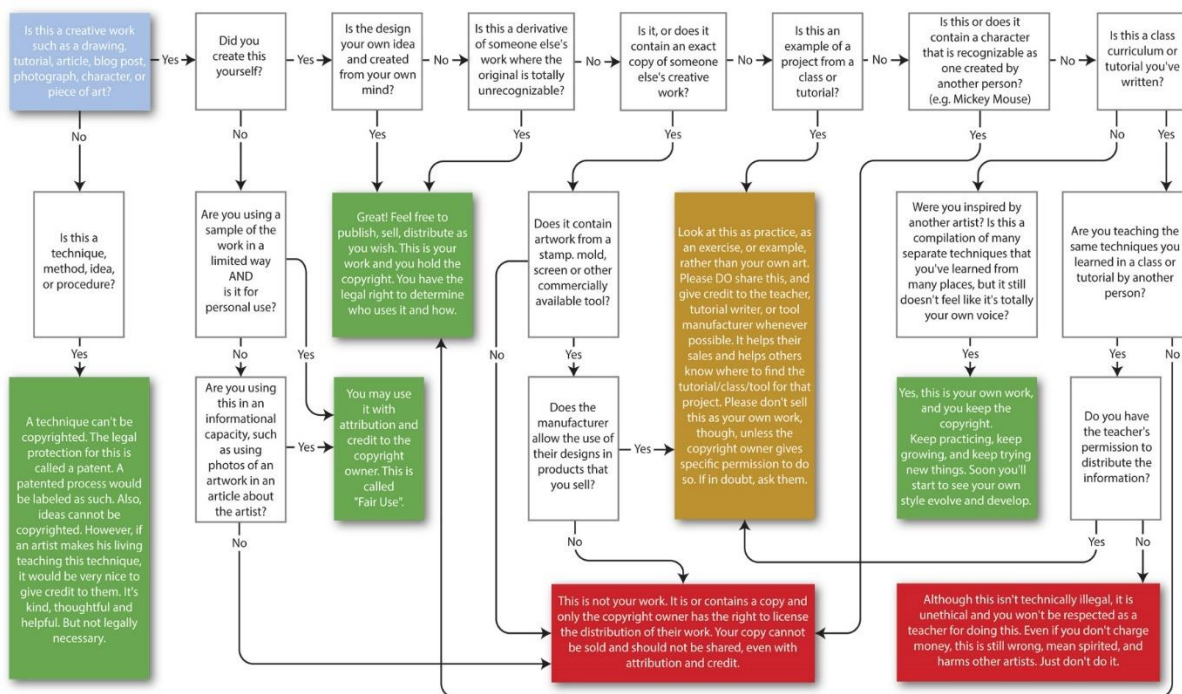 Is this a creative work
such as a drawing,
tutorial, article, blog post,
photograph, character, or
piece of art?
Yes
Did you
create this
yourself?
Yes
Is the design
your own idea
and created
from your own
mind?
No
Is this a derivative
of someone else's
work where the
original is totally
unrecognizable?
No
Is it, or does it
contain an exact
copy of someone
else's creative
work?
No
Is this an
example of a
project from a
class or
tutorial?
No
Is this or does it
contain a character
that is recognizable as
one created by
another person?
(e.g. Mickey Mouse)
No
Is this a class
curriculum or
tutorial you've
written?
No
No
Yes
Yes
Yes
Yes
Yes
No
Yes
Is this a
technique,
method, idea,
or procedure?
Are you using a
sample of the
work in a
limited way
AND
is it for
personal use?
Great! Feel free to
publish, sell, distribute as
you wish. This is your
work and you hold the
copyright. You have the
legal right to determine
who uses it and how.
Does it contain
artwork from a
stamp. mold,
screen or other
commercially
available tool?
Look at this as practice, as
an exercise, or example,
rather than your own art.
Please DO share this, and
give credit to the teacher,
tutorial writer, or tool
manufacturer whenever
possible. It helps their
sales and helps others
know where to find the
tutorial/class/tool for that
project. Please don't sell
this as your own work,
though, unless the
copyright owner gives
specific permission to do
so. If in doubt, ask them.
Were you inspired by
another artist? Is this a
compilation of many
separate techniques that
you've learned from
many places, but it still
doesn't feel like it's totally
your own voice?
Are you teaching the
same techniques you
learned in a class or
tutorial by another
person?
Yes
No
Yes
No
Yes
Yes
Yes
No
A technique can't be
copyrighted. The legal
protection for this is
called a patent. A
patented process would
be labeled as such. Also,
ideas cannot be
copyrighted. However, if
an artist makes his living
teaching this technique,
it would be very nice to
give credit to them. It's
kind, thoughtful and
helpful. But not legally
necessary.
Are you using
this in an
informational
capacity, such
as using
photos of an
artwork in an
article about
the artist?
Yes
You may use
it with
attribution and
credit to the
copyright
owner. This is
called
"Fair Use".
Does the
manufacturer
allow the use of
their designs in
products that
you sell?
Yes
Yes, this is your own work,
and you keep the
copyright.
Keep practicing, keep
growing, and keep trying
new things. Soon you'll
start to see your own
style evolve and develop.
Do you have
the teacher's
permission to
distribute the
information?
No
No
Yes
No
This is not your work. It is or contains a copy and
only the copyright owner has the right to license
the distribution of their work. Your copy cannot
be sold and should not be shared, even with
attribution and credit.
Although this isn't technically illegal, it is
unethical and you won't be respected as a
teacher for doing this. Even if you don't charge
money, this is still wrong, mean spirited, and
harms other artists. Just don't do it.